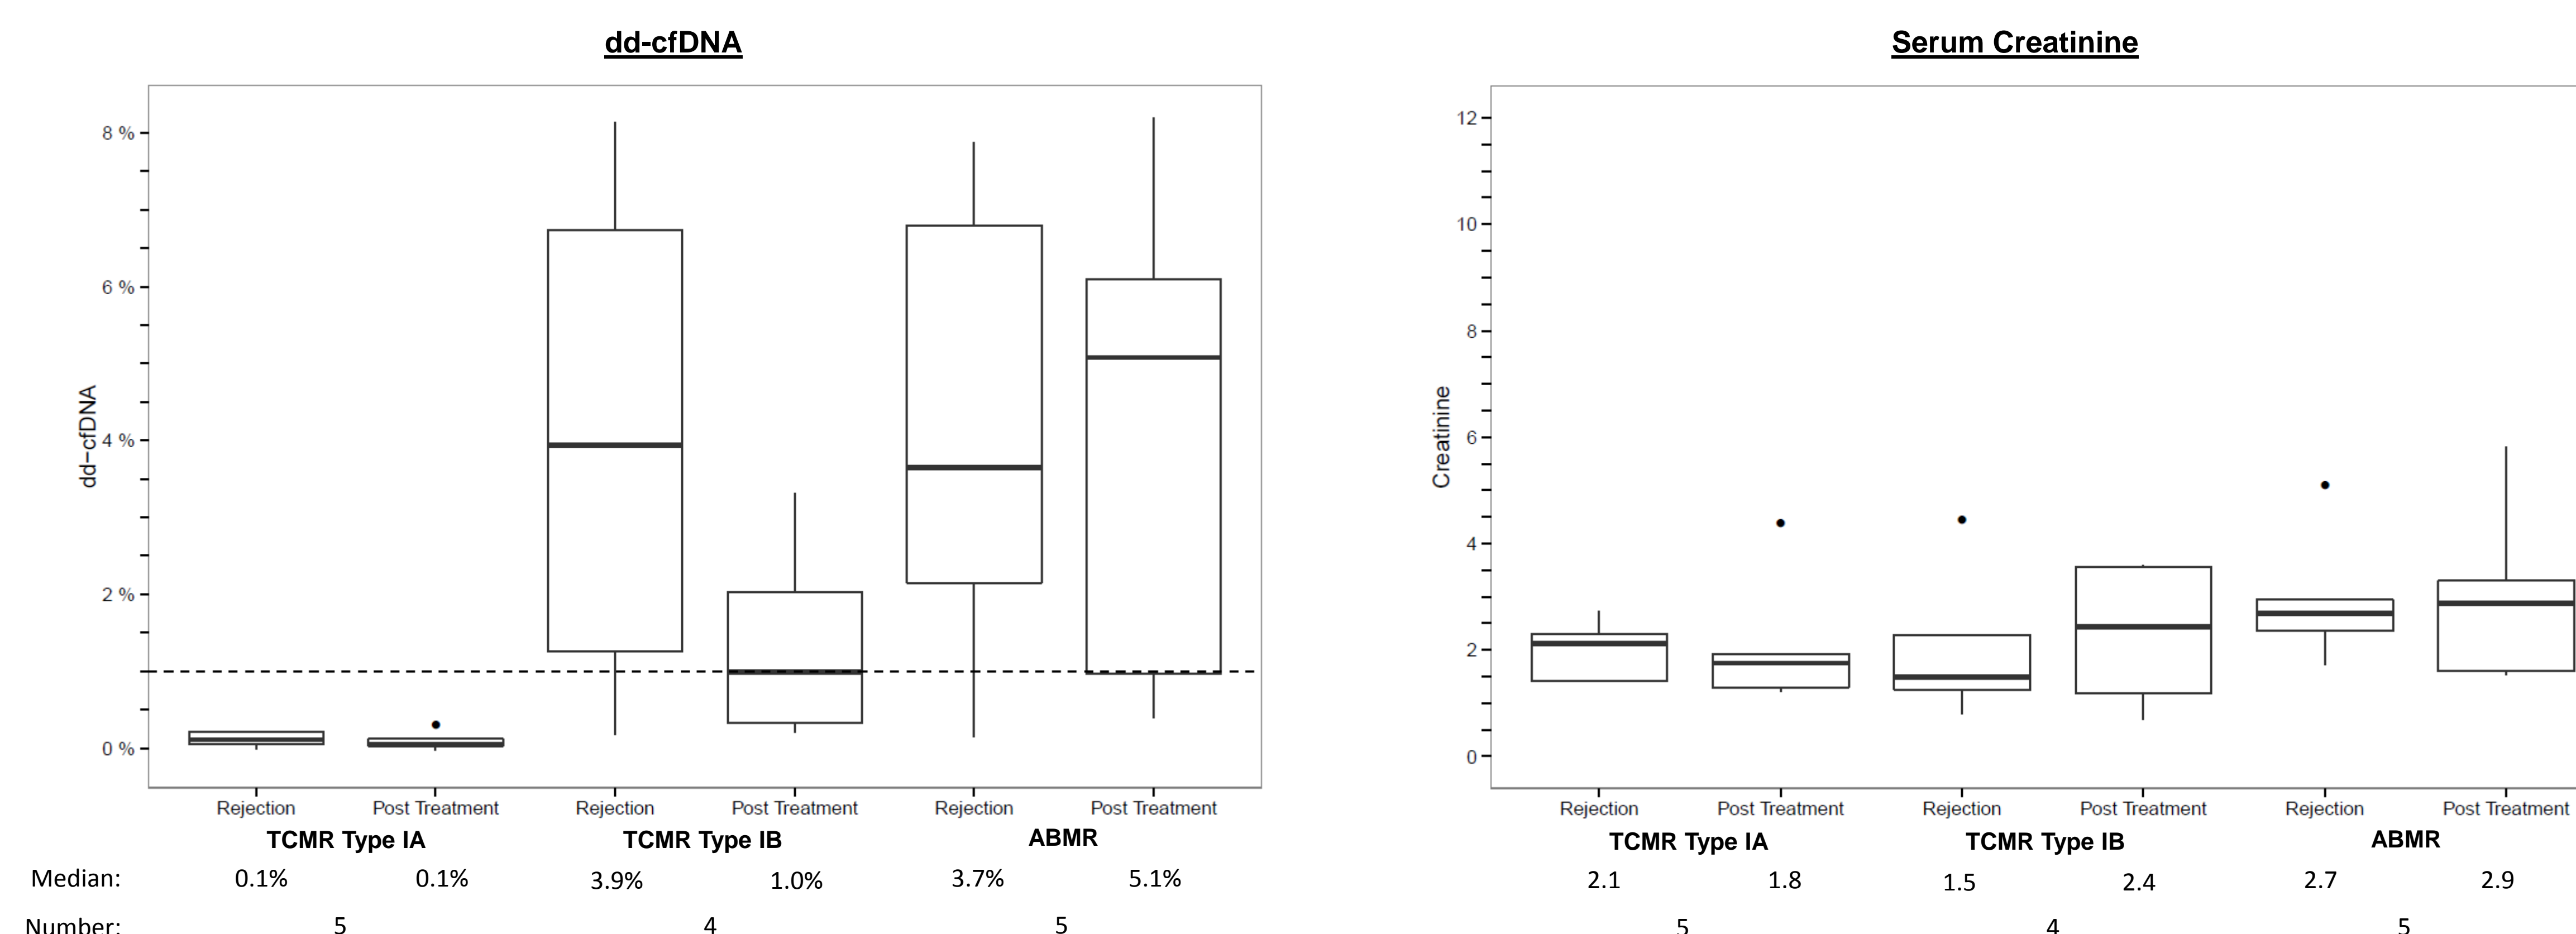 dd-cfDNA
8 %
6 %
4 %
2 %
0 %
dd-cfDNA
Rejection Post Treatment Rejection Post Treatment Rejection Post Treatment
TCMR Type IA TCMR Type IB ABMR
Median: 0.1% 0.1% 3.9% 1.0% 3.7% 5.1%
Number: 5 4 5
Serum Creatinine
12
10
8
6
4
2
0
Creatinine
Rejection Post Treatment Rejection Post Treatment Rejection Post Treatment
TCMR Type IA TCMR Type IB ABMR
2.1 1.8 1.5 2.4 2.7 2.9
5 4 5